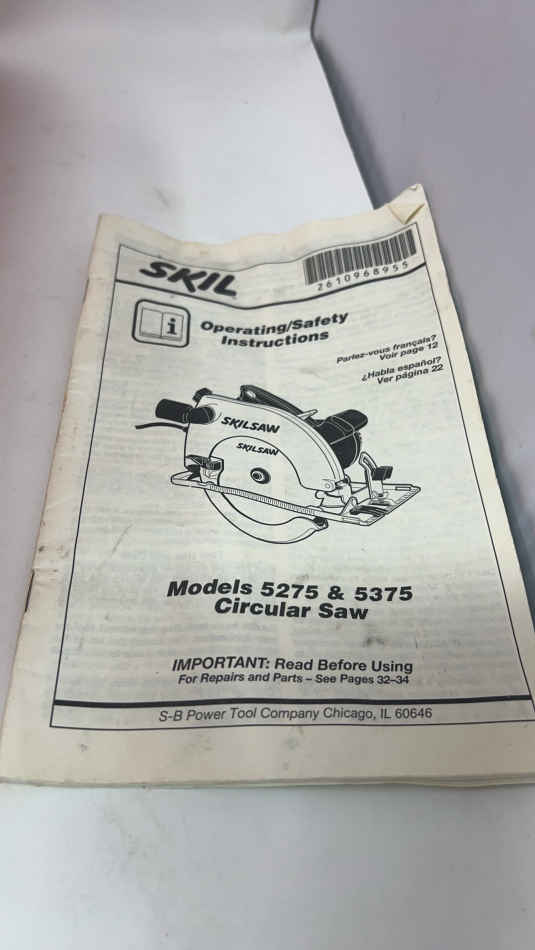 SKIL
2610968955
Operating/Safety
Instructions
Parlez-vous français?
Voir page 12
¿Habla español?
Ver página 22
SKILSAW
SKILSAW
Models 5275 & 5375
Circular Saw
IMPORTANT: Read Before Using
For Repairs and Parts – See Pages 32–34
S-B Power Tool Company Chicago, IL 60646